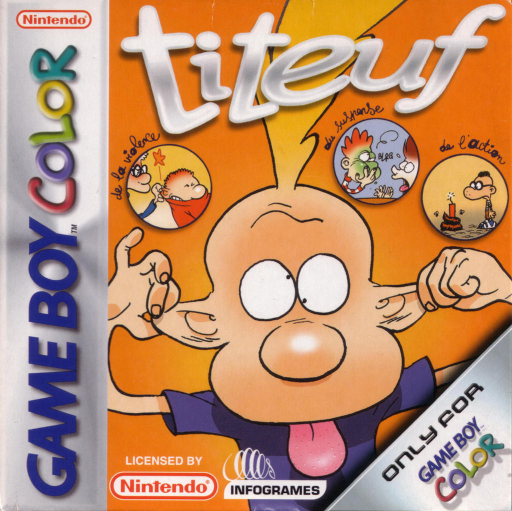 Nintendo
GAME BOY COLOR
TM
titeuf
de la violence
du suspense
de l'action
LICENSED BY
Nintendo
INFOGRAMES
ONLY FOR
GAME BOY
COLOR